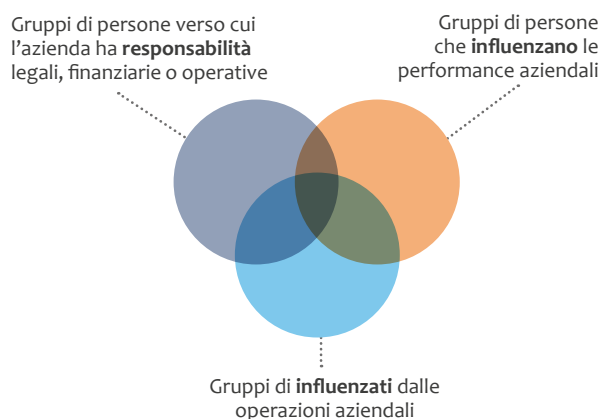 Gruppi di persone verso cui
l'azienda ha responsabilità
legali, finanziarie o operative
Gruppi di persone
che influenzano le
performance aziendali
Gruppi di influenzati dalle
operazioni aziendali